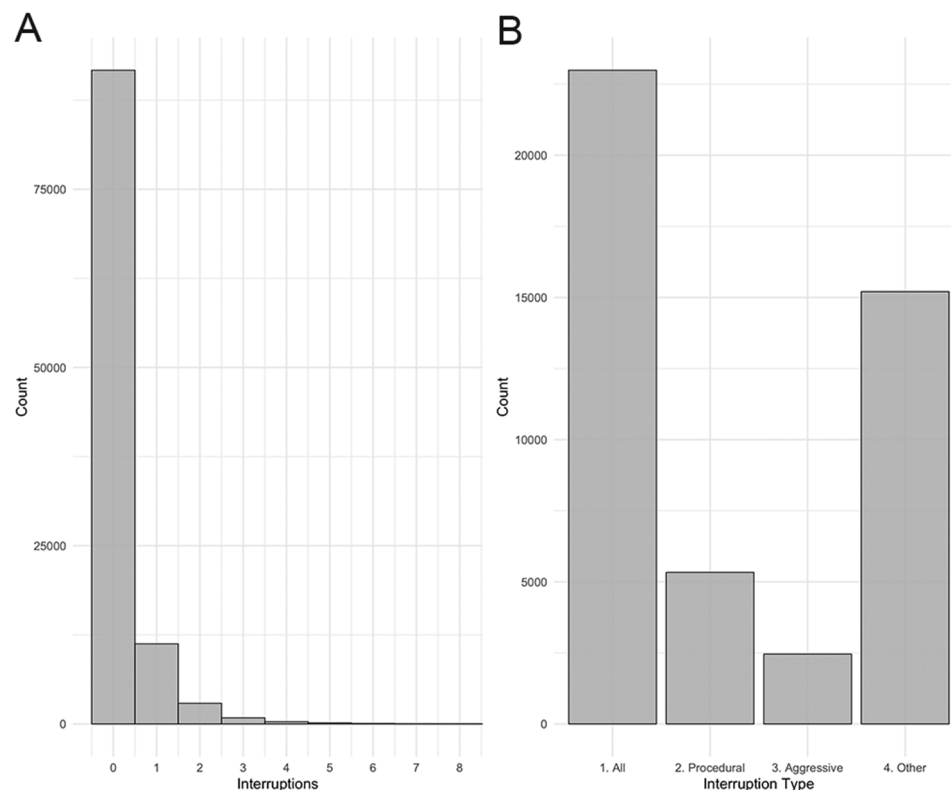 A
Count
75000
50000
25000
0
0 1 2 3 4 5 6 7 8
Interruptions
B
Count
20000
15000
10000
5000
0
1. All 2. Procedural 3. Aggressive 4. Other
Interruption Type